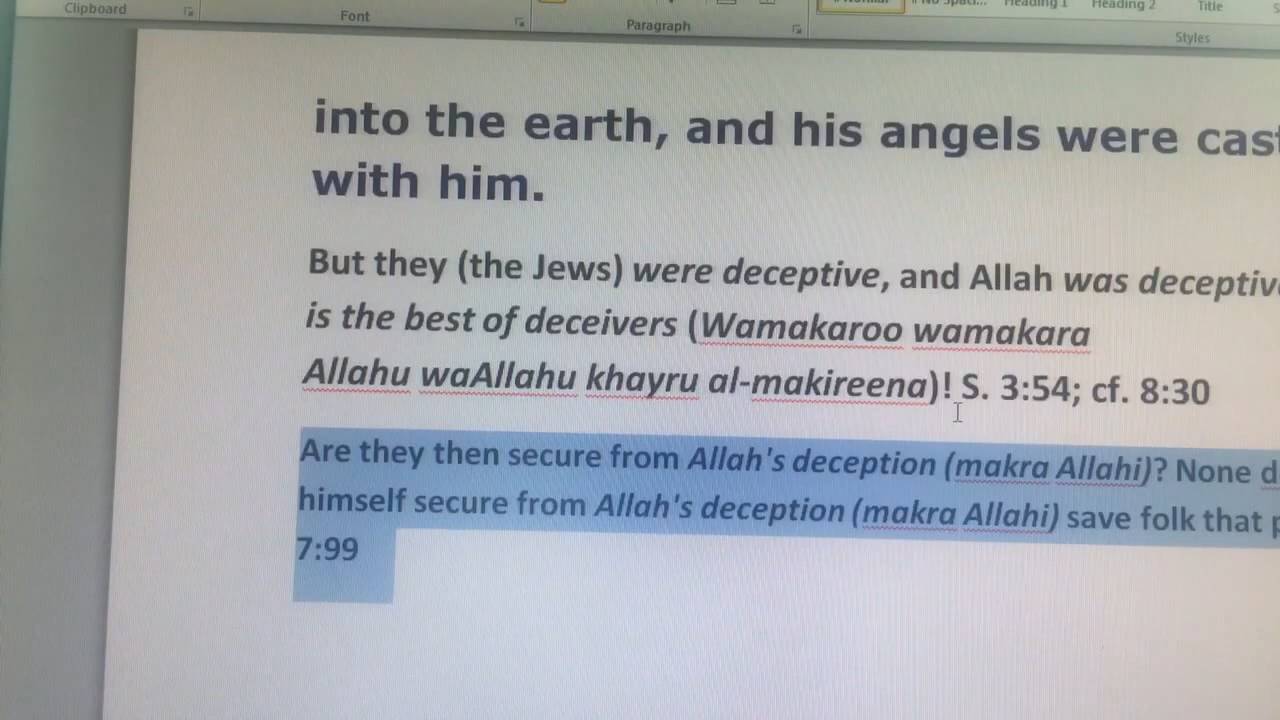 Clipboard
Font
Paragraph
Heading 1
Heading 2
Title
Styles
into the earth, and his angels were
with him.
But they (the Jews) were deceptive, and Allah was
is the best of deceivers (Wamakaroo wamakara
Allahu waAllahu khayru al-makireena)! S. 3:54; cf. 8:30
Are they then secure from Allah's deception (makra Allahi)? None
himself secure from Allah's deception (makra Allahi) save folk that
7:99